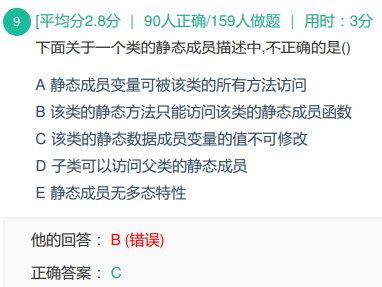 9 [平均分2.8分 | 90人正确/159人做题 | 用时：3分
下面关于一个类的静态成员描述中,不正确的是()
A 静态成员变量可被该类的所有方法访问
B 该类的静态方法只能访问该类的静态成员函数
C 该类的静态数据成员变量的值不可修改
D 子类可以访问父类的静态成员
E 静态成员无多态特性
他的回答： B (错误)
正确答案： C